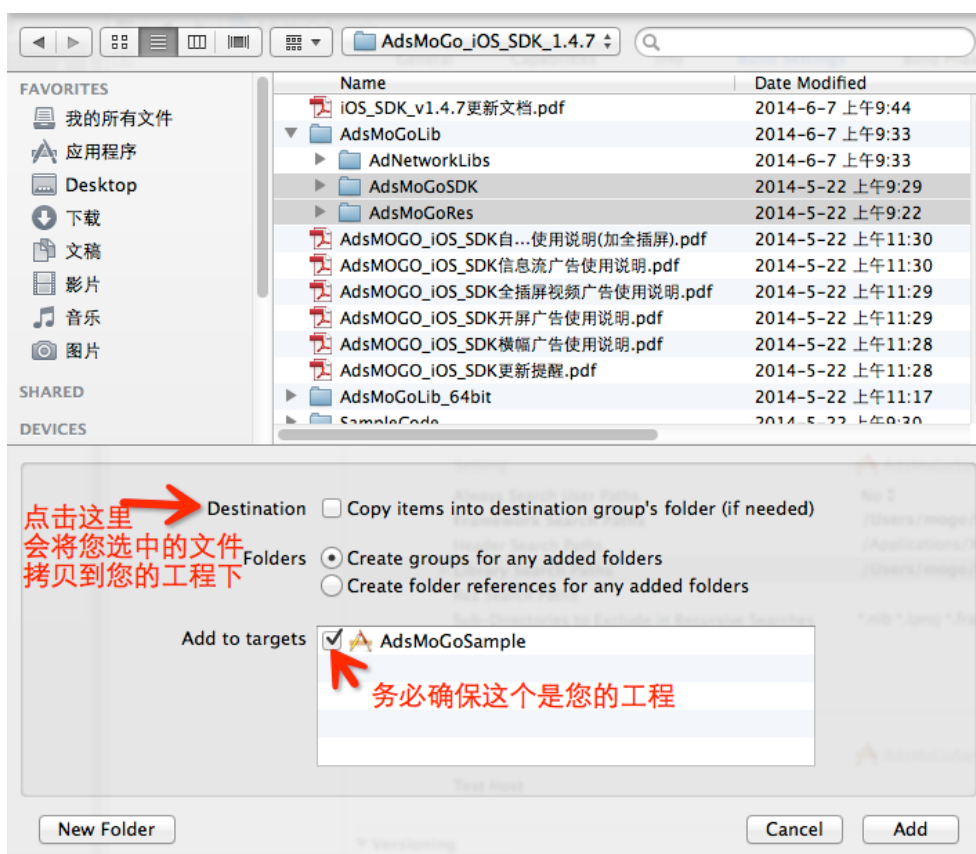 AdsMoGo_iOS_SDK_1.4.7
FAVORITES
我的所有文件
应用程序
Desktop
下载
文稿
影片
音乐
图片
SHARED
DEVICES
Name Date Modified
iOS_SDK_v1.4.7更新文档.pdf 2014-6-7 上午9:44
AdsMoGoLib 2014-6-7 上午9:33
AdNetworkLibs 2014-6-7 上午9:33
AdsMoGoSDK 2014-5-22 上午9:29
AdsMoGoRes 2014-5-22 上午9:22
AdsMOGO_iOS_SDK自...使用说明(加全插屏).pdf 2014-5-22 上午11:30
AdsMOGO_iOS_SDK信息流广告使用说明.pdf 2014-5-22 上午11:30
AdsMOGO_iOS_SDK全插屏视频广告使用说明.pdf 2014-5-22 上午11:29
AdsMOGO_iOS_SDK开屏广告使用说明.pdf 2014-5-22 上午11:29
AdsMOGO_iOS_SDK横幅广告使用说明.pdf 2014-5-22 上午11:28
AdsMOGO_iOS_SDK更新提醒.pdf 2014-5-22 上午11:28
AdsMoGoLib_64bit 2014-5-22 上午11:17
SampleCode 2014-5-22 上午9:30
点击这里
会将您选中的文件
拷贝到您的工程下
Destination Copy items into destination group's folder (if needed)
Folders Create groups for any added folders
Create folder references for any added folders
Add to targets AdsMoGoSample
务必确保这个是您的工程
Test Host
Versioning
New Folder Cancel Add